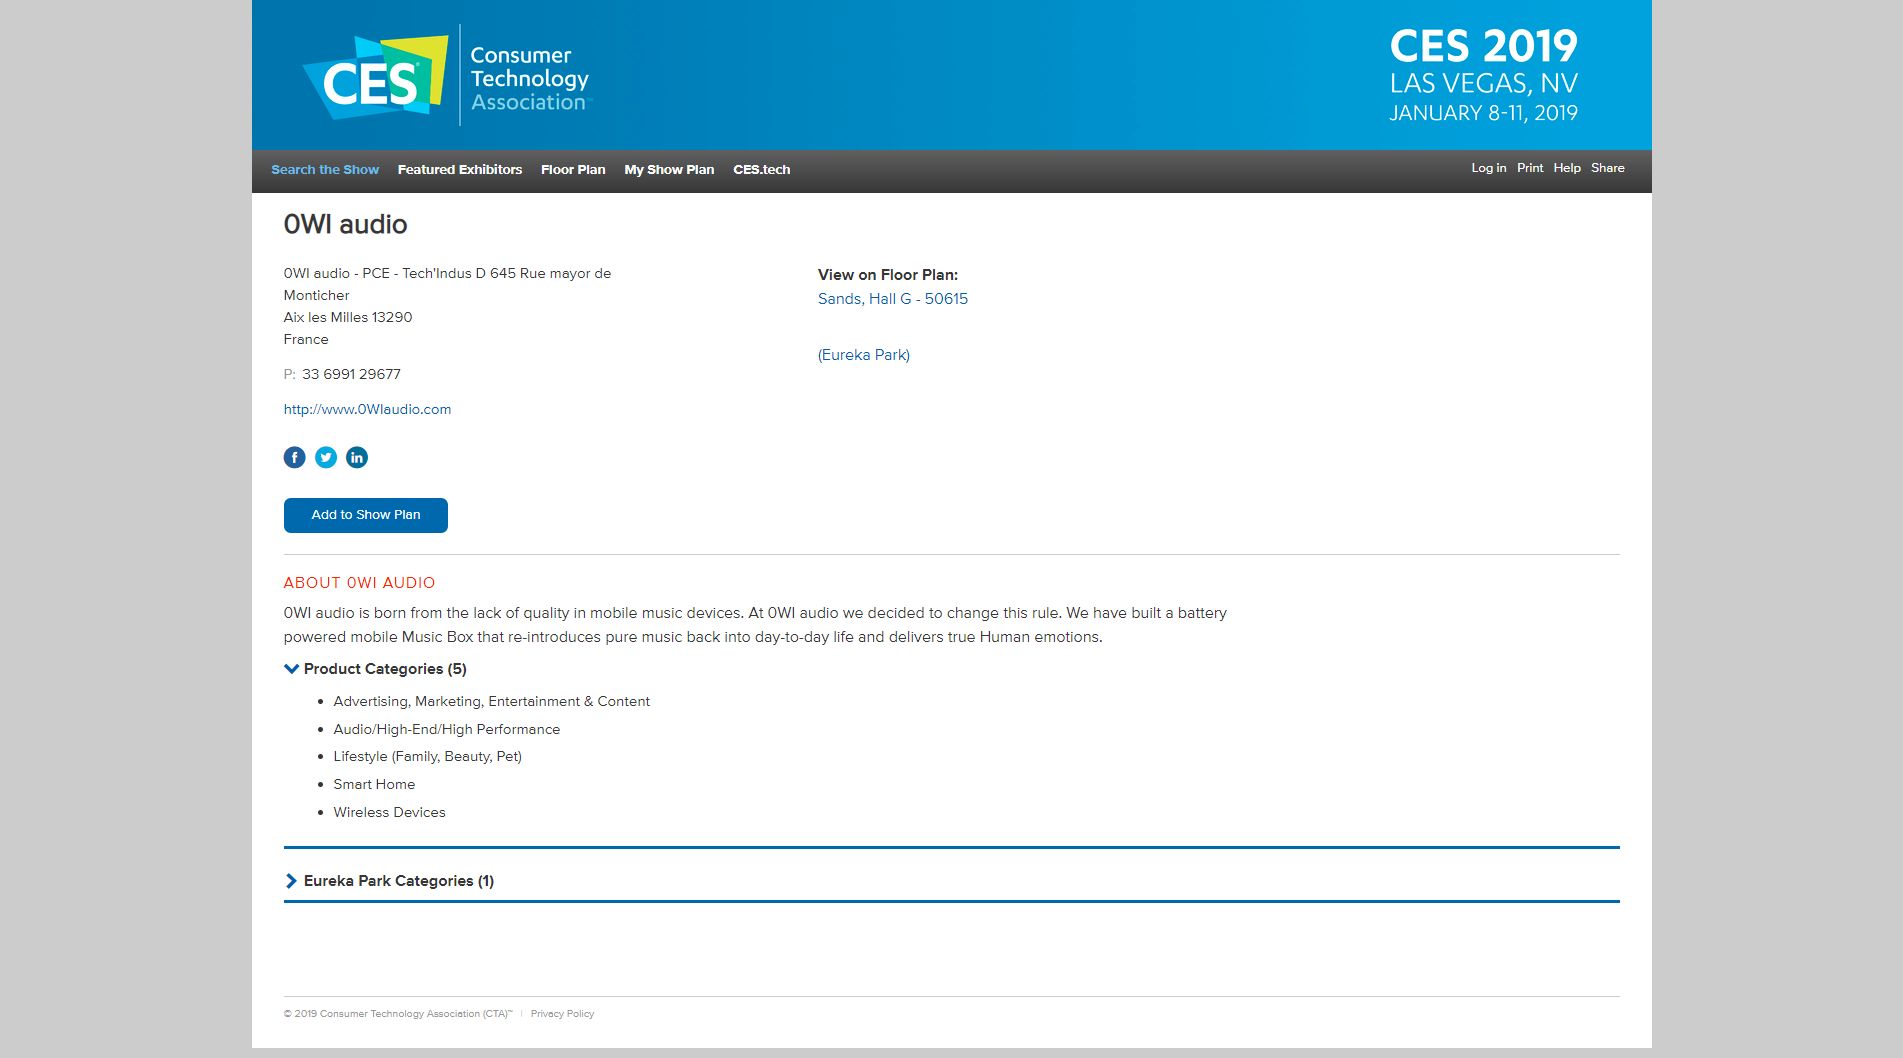 CES
Consumer
Technology
Association™
CES 2019
LAS VEGAS, NV
JANUARY 8-11, 2019
Search the Show Featured Exhibitors Floor Plan My Show Plan CES.tech Log in Print Help Share
0WI audio
0WI audio - PCE - Tech'Indus D 645 Rue mayor de
Monticher
Aix les Milles 13290
France
P: 33 6991 29677
http://www.0WIaudio.com
View on Floor Plan:
Sands, Hall G - 50615
(Eureka Park)
f in
Add to Show Plan
ABOUT 0WI AUDIO
0WI audio is born from the lack of quality in mobile music devices. At 0WI audio we decided to change this rule. We have built a battery
powered mobile Music Box that re-introduces pure music back into day-to-day life and delivers true Human emotions.
Product Categories (5)
• Advertising, Marketing, Entertainment & Content
• Audio/High-End/High Performance
• Lifestyle (Family, Beauty, Pet)
• Smart Home
• Wireless Devices
Eureka Park Categories (1)
© 2019 Consumer Technology Association (CTA)™ | Privacy Policy